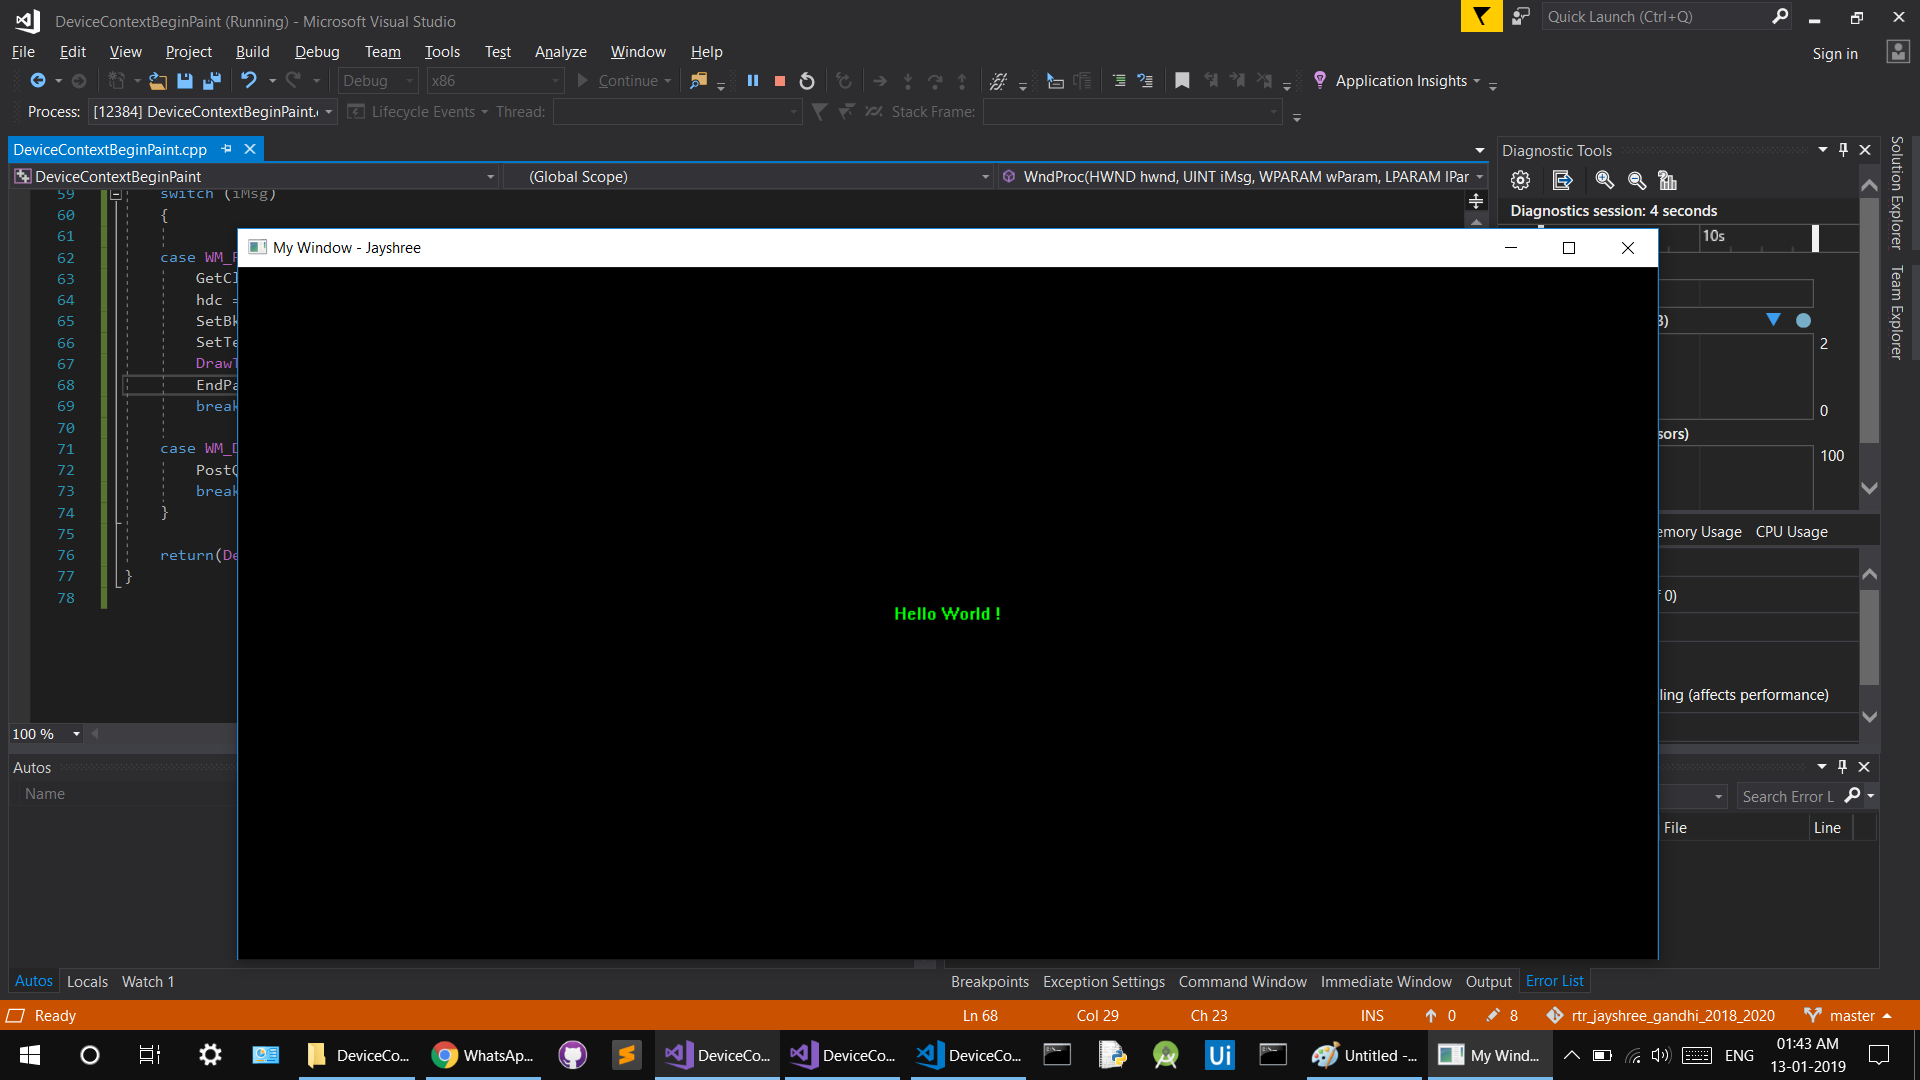 DeviceContextBeginPaint (Running) - Microsoft Visual Studio
Quick Launch (Ctrl+Q)
File Edit View Project Build Debug Team Tools Test Analyze Window Help
Sign in
Debug x86 Continue Application Insights
Process: [12384] DeviceContextBeginPaint. Lifecycle Events Thread: Stack Frame:
DeviceContextBeginPaint.cpp
DeviceContextBeginPaint (Global Scope) WndProc(HWND hwnd, UINT iMsg, WPARAM wParam, LPARAM lPar
59 switch (iMsg)
60 {
61
62 case WM_P
63 GetCl
64 hdc =
65 SetBk
66 SetTe
67 DrawT
68 EndPa
69 break
70
71 case WM_D
72 PostQ
73 break
74 }
75
76 return(De
77 }
78
100 %
My Window - Jayshree
Hello World !
Diagnostic Tools
Diagnostics session: 4 seconds
10s
2
0
sors)
100
emory Usage CPU Usage
f 0)
ling (affects performance)
Solution Explorer
Team Explorer
Autos
Name
Search Error L
File Line
Autos Locals Watch 1
Breakpoints Exception Settings Command Window Immediate Window Output Error List
Ready Ln 68 Col 29 Ch 23 INS 0 8 rtr_jayshree_gandhi_2018_2020 master
DeviceCo... WhatsAp... DeviceCo... DeviceCo... DeviceCo... Ui Untitled -... My Wind... ENG
01:43 AM
13-01-2019